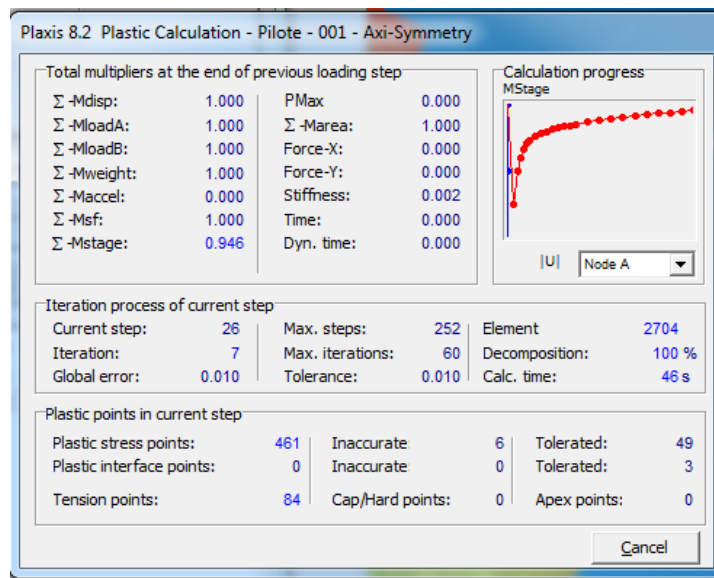 Plaxis 8.2 Plastic Calculation - Pilote - 001 - Axi-Symmetry
Total multipliers at the end of previous loading step
Σ -Mdisp: 1.000 PMax 0.000
Σ -MloadA: 1.000 Σ -Marea: 1.000
Σ -MloadB: 1.000 Force-X: 0.000
Σ -Mweight: 1.000 Force-Y: 0.000
Σ -Maccel: 0.000 Stiffness: 0.002
Σ -Msf: 1.000 Time: 0.000
Σ -Mstage: 0.946 Dyn. time: 0.000
Calculation progress
MStage
|U| Node A
Iteration process of current step
Current step: 26 Max. steps: 252 Element 2704
Iteration: 7 Max. iterations: 60 Decomposition: 100 %
Global error: 0.010 Tolerance: 0.010 Calc. time: 46 s
Plastic points in current step
Plastic stress points: 461 Inaccurate: 6 Tolerated: 49
Plastic interface points: 0 Inaccurate: 0 Tolerated: 3
Tension points: 84 Cap/Hard points: 0 Apex points: 0
Cancel